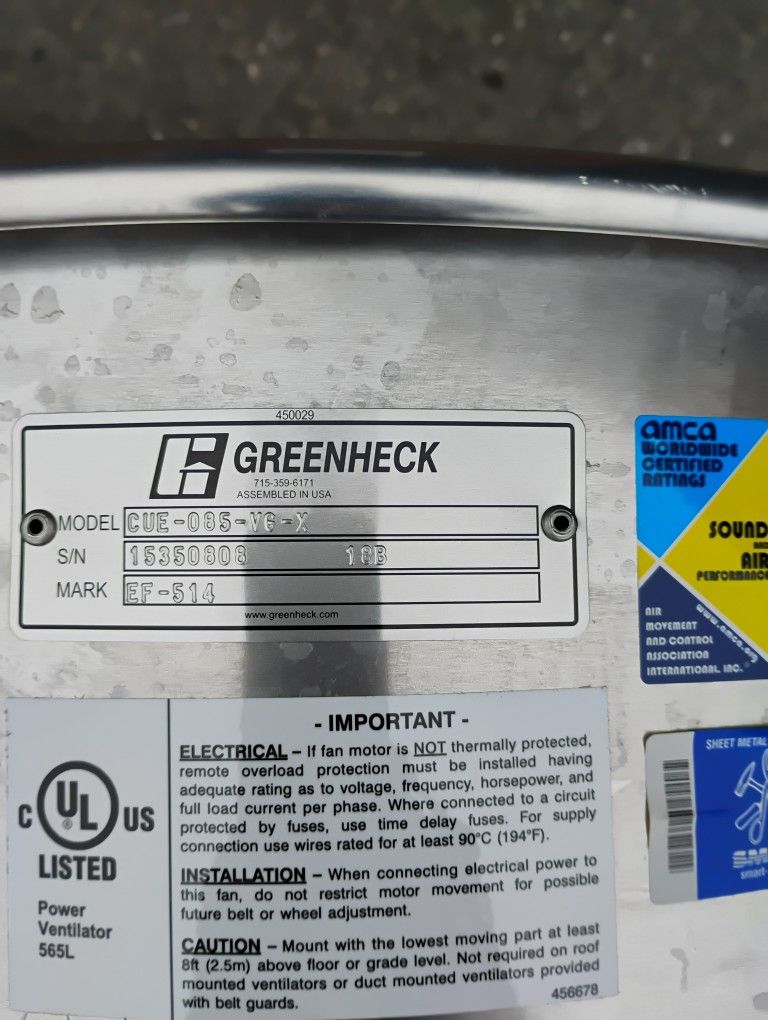 450029
GREENHECK
715-359-6171
ASSEMBLED IN USA
MODEL CUE-085-VG-X
S/N 15350808 18B
MARK EF-514
www.greenheck.com
amca
WORLDWIDE
CERTIFIED
RATINGS
SOUND
AND
AIR
PERFORMANCE
AIR
MOVEMENT
AND CONTROL
ASSOCIATION
INTERNATIONAL, INC.
www.amca.org
SHEET METAL
smart-
C UL US
®
LISTED
Power
Ventilator
565L
- IMPORTANT -
ELECTRICAL – If fan motor is NOT thermally protected,
remote overload protection must be installed having
adequate rating as to voltage, frequency, horsepower, and
full load current per phase. Where connected to a circuit
protected by fuses, use time delay fuses. For supply
connection use wires rated for at least 90°C (194°F).
INSTALLATION – When connecting electrical power to
this fan, do not restrict motor movement for possible
future belt or wheel adjustment.
CAUTION – Mount with the lowest moving part at least
8ft (2.5m) above floor or grade level. Not required on roof
mounted ventilators or duct mounted ventilators provided
with belt guards.
456678